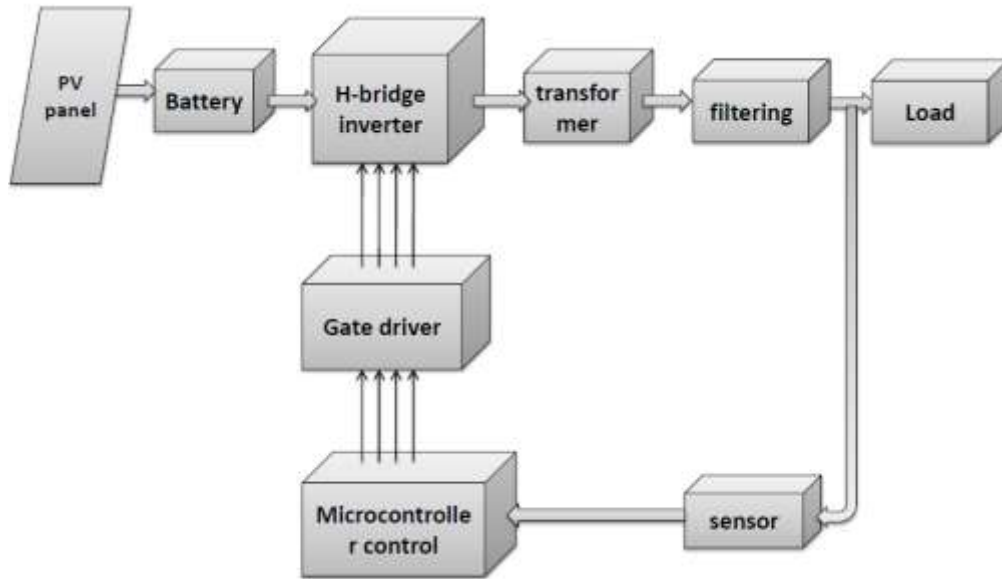 PV
panel
Battery
H-bridge
inverter
transfor
mer
filtering
Load
Gate driver
Microcontrolle
r control
sensor